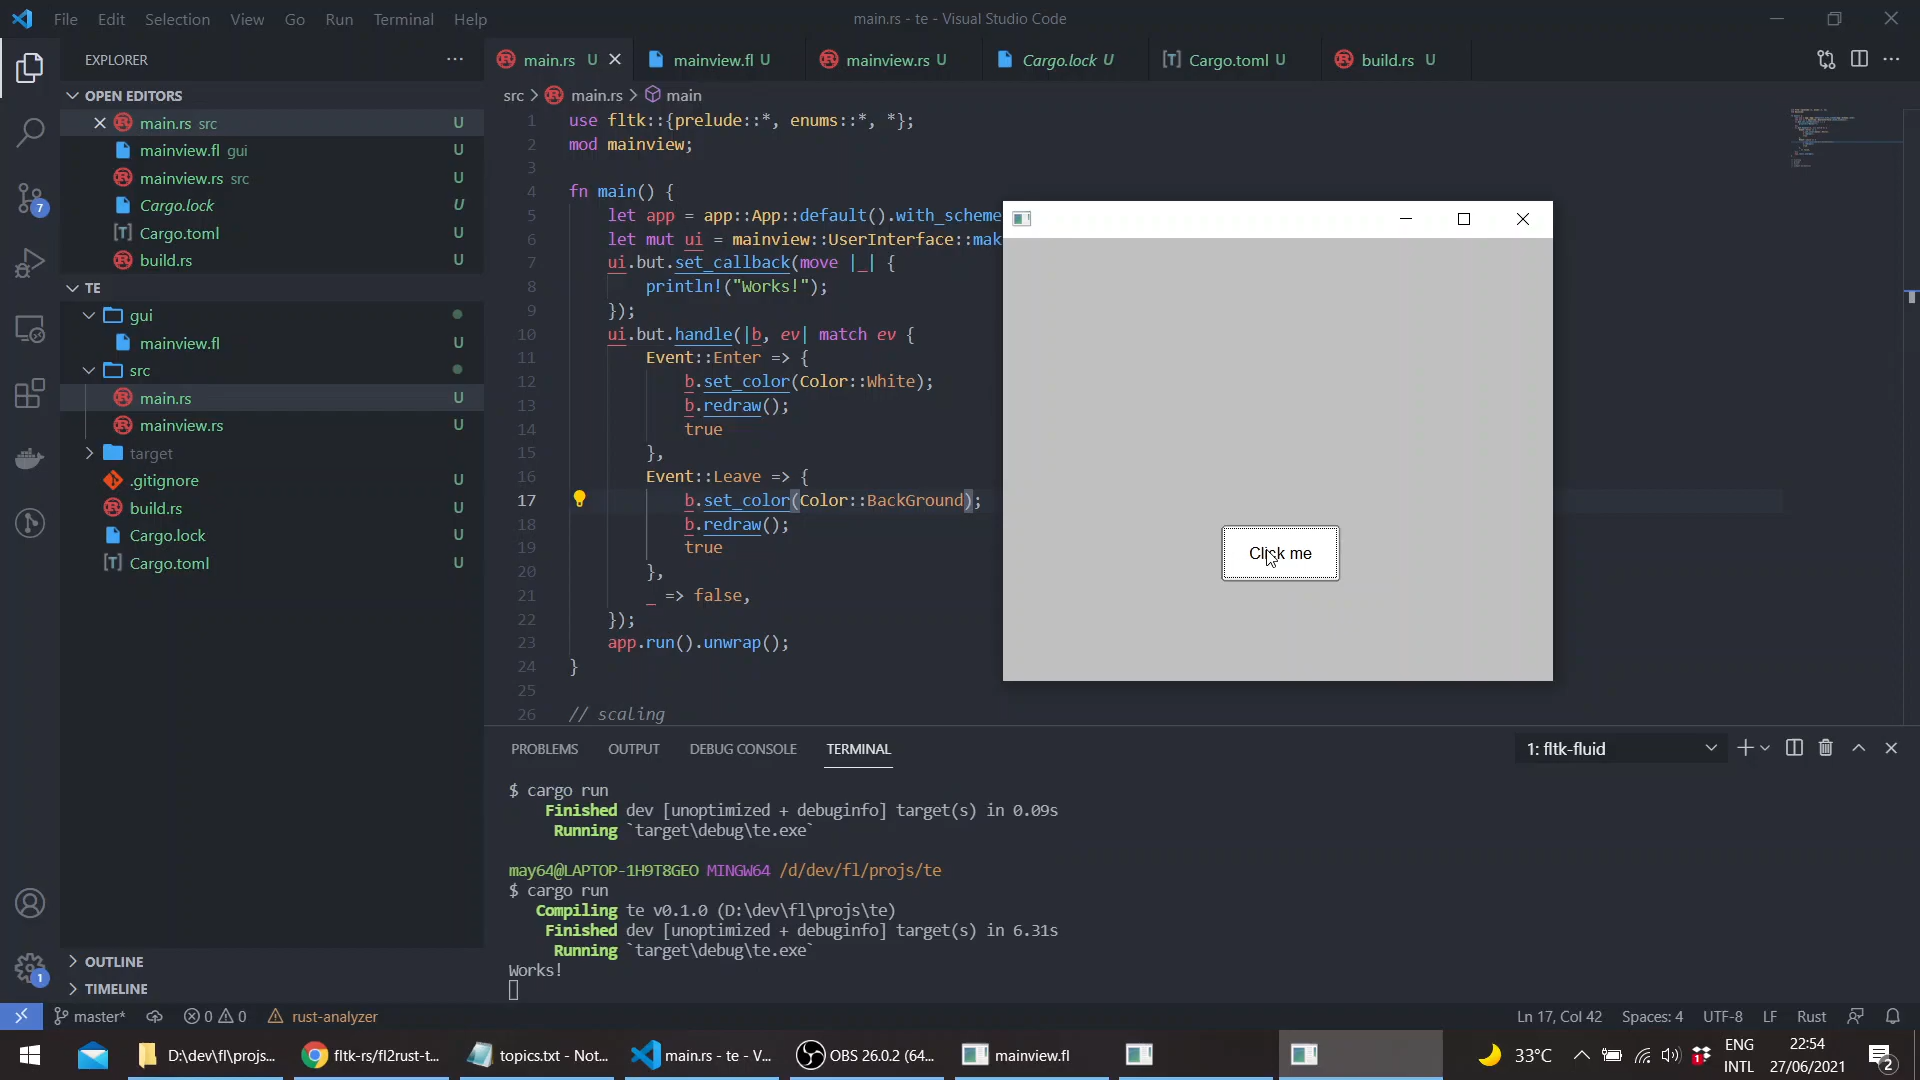 File Edit Selection View Go Run Terminal Help
main.rs - te - Visual Studio Code
EXPLORER
OPEN EDITORS
main.rs src U
mainview.fl gui U
mainview.rs src U
Cargo.lock U
Cargo.toml U
build.rs U
TE
gui
mainview.fl U
src
main.rs U
mainview.rs U
target
.gitignore U
build.rs U
Cargo.lock U
Cargo.toml U
OUTLINE
TIMELINE
main.rs U mainview.fl U mainview.rs U Cargo.lock U Cargo.toml U build.rs U
src > main.rs > main
1 use fltk::{prelude::*, enums::*, *};
2 mod mainview;
3
4 fn main() {
5 let app = app::App::default().with_scheme
6 let mut ui = mainview::UserInterface::mak
7 ui.but.set_callback(move |_| {
8 println!("Works!");
9 });
10 ui.but.handle(|b, ev| match ev {
11 Event::Enter => {
12 b.set_color(Color::White);
13 b.redraw();
14 true
15 },
16 Event::Leave => {
17 b.set_color(Color::BackGround);
18 b.redraw();
19 true
20 },
21 _ => false,
22 });
23 app.run().unwrap();
24 }
25
26 // scaling
Click me
PROBLEMS OUTPUT DEBUG CONSOLE TERMINAL
1: fltk-fluid
$ cargo run
Finished dev [unoptimized + debuginfo] target(s) in 0.09s
Running `target\debug\te.exe`
may64@LAPTOP-1H9T8GEO MINGW64 /d/dev/fl/projs/te
$ cargo run
Compiling te v0.1.0 (D:\dev\fl\projs\te)
Finished dev [unoptimized + debuginfo] target(s) in 6.31s
Running `target\debug\te.exe`
Works!
7
1
master* 0 0 rust-analyzer
Ln 17, Col 42 Spaces: 4 UTF-8 LF Rust
D:\dev\fl\projs... fltk-rs/fl2rust-t... topics.txt - Not... main.rs - te - V... OBS 26.0.2 (64... mainview.fl
33°C
1
ENG
INTL
22:54
27/06/2021
2